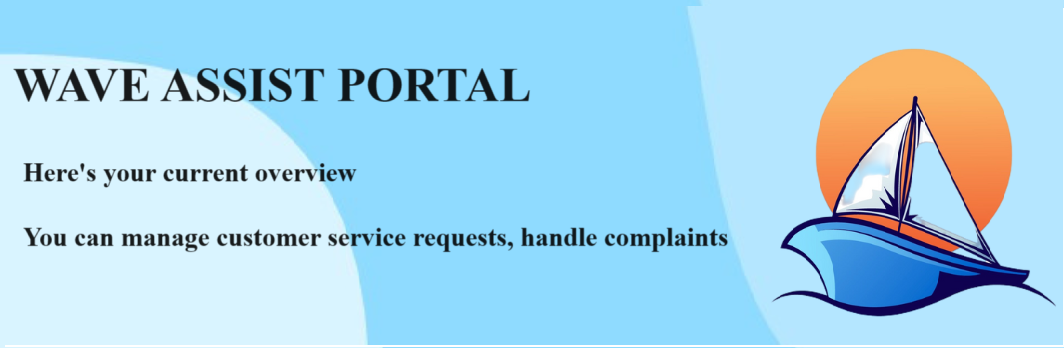 WAVE ASSIST PORTAL
Here's your current overview
You can manage customer service requests, handle complaints